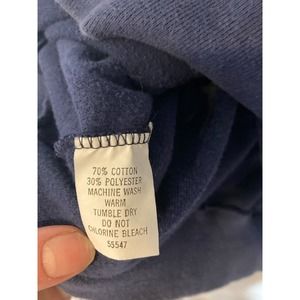 70% COTTON
30% POLYESTER
MACHINE WASH
WARM
TUMBLE DRY
DO NOT
CHLORINE BLEACH
55547